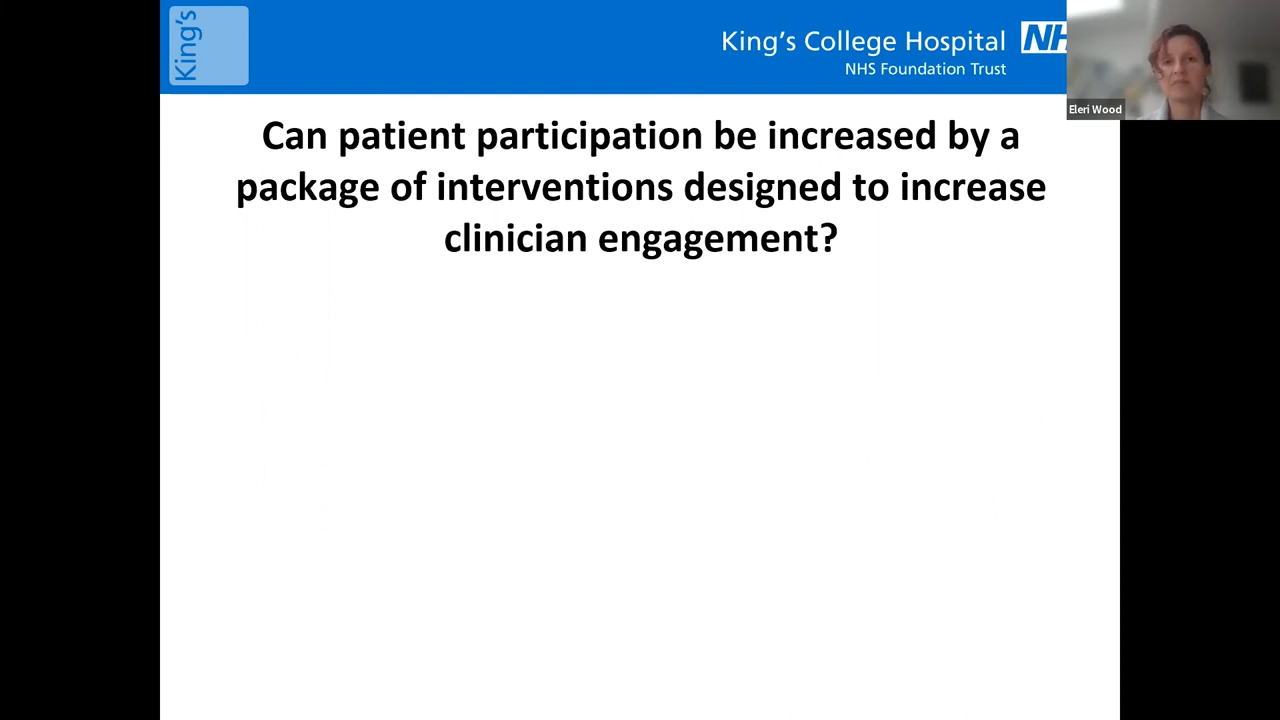 King's
King's College Hospital
NH
NHS Foundation Trust
Eleri Wood
Can patient participation be increased by a
package of interventions designed to increase
clinician engagement?